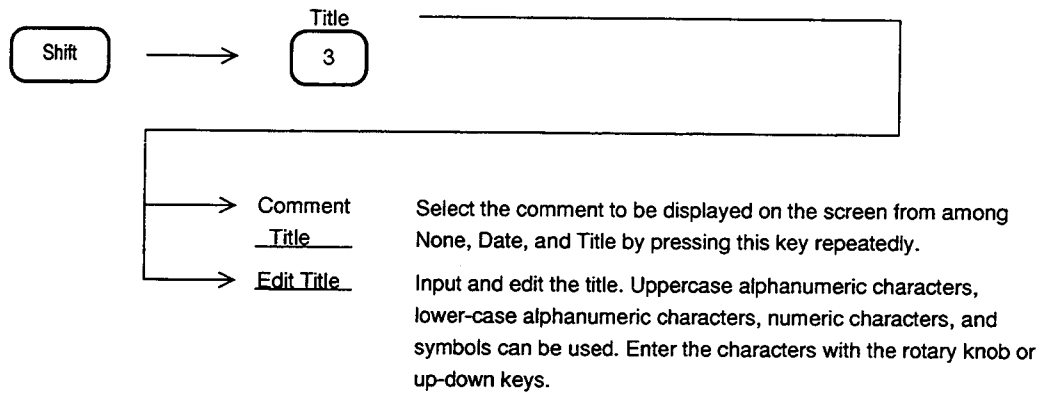 Title
Shift
3
Comment
Title
Select the comment to be displayed on the screen from among
None, Date, and Title by pressing this key repeatedly.
Edit Title
Input and edit the title. Uppercase alphanumeric characters,
lower-case alphanumeric characters, numeric characters, and
symbols can be used. Enter the characters with the rotary knob or
up-down keys.